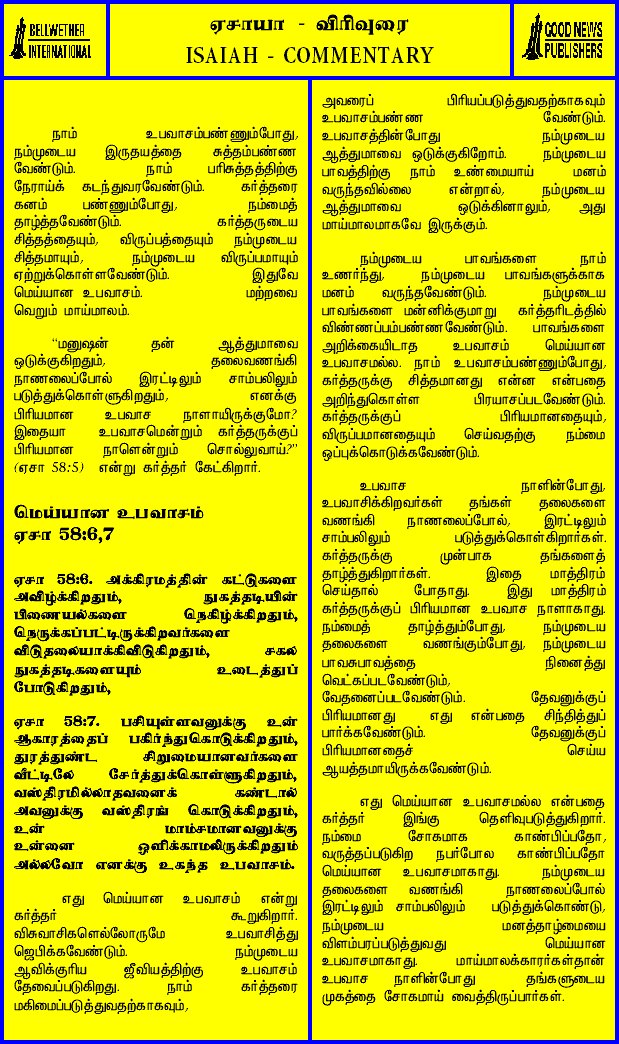 BELLWETHER
INTERNATIONAL
ஏசாயா - விரிவுரை
ISAIAH - COMMENTARY
GOOD NEWS
PUBLISHERS
நாம் உபவாசம்பண்ணும்போது,
நம்முடைய இருதயத்தை சுத்தம்பண்ண
வேண்டும். நாம் பரிசுத்தத்திற்கு
நேராய்க் கடந்துவரவேண்டும். கர்த்தரை
கனம் பண்ணும்போது, நம்மைத்
தாழ்த்தவேண்டும். கர்த்தருடைய
சித்தத்தையும், விருப்பத்தையும் நம்முடைய
சித்தமாயும், நம்முடைய விருப்பமாயும்
ஏற்றுக்கொள்ளவேண்டும். இதுவே
மெய்யான உபவாசம். மற்றவை
வெறும் மாய்மாலம்.
"மனுஷன் தன் ஆத்துமாவை
ஒடுக்குகிறதும், தலைவணங்கி
நாணலைப்போல் இரட்டிலும் சாம்பலிலும்
படுத்துக்கொள்ளுகிறதும், எனக்கு
பிரியமான உபவாச நாளாயிருக்குமோ?
இதையா உபவாசமென்றும் கர்த்தருக்குப்
பிரியமான நாளென்றும் சொல்லுவாய்?"
(ஏசா 58:5) என்று கர்த்தர் கேட்கிறார்.
மெய்யான உபவாசம்
ஏசா 58:6,7
ஏசா 58:6. அக்கிரமத்தின் கட்டுகளை
அவிழ்க்கிறதும், நுகத்தடியின்
பிணையல்களை நெகிழ்க்கிறதும்,
நெருக்கப்பட்டிருக்கிறவர்களை
விடுதலையாக்கிவிடுகிறதும், சகல
நுகத்தடிகளையும் உடைத்துப்
போடுகிறதும்,
ஏசா 58:7. பசியுள்ளவனுக்கு உன்
ஆகாரத்தைப் பகிர்ந்துகொடுக்கிறதும்,
துரத்துண்ட சிறுமையானவர்களை
வீட்டிலே சேர்த்துக்கொள்ளுகிறதும்,
வஸ்திரமில்லாதவனைக் கண்டால்
அவனுக்கு வஸ்திரங் கொடுக்கிறதும்,
உன் மாம்சமானவனுக்கு
உன்னை ஒளிக்காமலிருக்கிறதும்
அல்லவோ எனக்கு உகந்த உபவாசம்.
எது மெய்யான உபவாசம் என்று
கர்த்தர் கூறுகிறார்.
விசுவாசிகளெல்லோருமே உபவாசித்து
ஜெபிக்கவேண்டும். நம்முடைய
ஆவிக்குரிய ஜீவியத்திற்கு உபவாசம்
தேவைப்படுகிறது. நாம் கர்த்தரை
மகிமைப்படுத்துவதற்காகவும்,
அவரைப் பிரியப்படுத்துவதற்காகவும்
உபவாசம்பண்ண வேண்டும்.
உபவாசத்தின்போது நம்முடைய
ஆத்துமாவை ஒடுக்குகிறோம். நம்முடைய
பாவத்திற்கு நாம் உண்மையாய் மனம்
வருந்தவில்லை என்றால், நம்முடைய
ஆத்துமாவை ஒடுக்கினாலும், அது
மாய்மாலமாகவே இருக்கும்.
நம்முடைய பாவங்களை நாம்
உணர்ந்து, நம்முடைய பாவங்களுக்காக
மனம் வருந்தவேண்டும். நம்முடைய
பாவங்களை மன்னிக்குமாறு கர்த்தரிடத்தில்
விண்ணப்பம்பண்ணவேண்டும். பாவங்களை
அறிக்கையிடாத உபவாசம் மெய்யான
உபவாசமல்ல. நாம் உபவாசம்பண்ணும்போது,
கர்த்தருக்கு சித்தமானது என்ன என்பதை
அறிந்துகொள்ள பிரயாசப்படவேண்டும்.
கர்த்தருக்குப் பிரியமானதையும்,
விருப்பமானதையும் செய்வதற்கு நம்மை
ஒப்புக்கொடுக்கவேண்டும்.
உபவாச நாளின்போது,
உபவாசிக்கிறவர்கள் தங்கள் தலைகளை
வணங்கி நாணலைப்போல், இரட்டிலும்
சாம்பலிலும் படுத்துக்கொள்கிறார்கள்.
கர்த்தருக்கு முன்பாக தங்களைத்
தாழ்த்துகிறார்கள். இதை மாத்திரம்
செய்தால் போதாது. இது மாத்திரம்
கர்த்தருக்குப் பிரியமான உபவாச நாளாகாது.
நம்மைத் தாழ்த்தும்போது, நம்முடைய
தலைகளை வணங்கும்போது, நம்முடைய
பாவசுபாவத்தை நினைத்து
வெட்கப்படவேண்டும்,
வேதனைப்படவேண்டும். தேவனுக்குப்
பிரியமானது எது என்பதை சிந்தித்துப்
பார்க்கவேண்டும். தேவனுக்குப்
பிரியமானதைச் செய்ய
ஆயத்தமாயிருக்கவேண்டும்.
எது மெய்யான உபவாசமல்ல என்பதை
கர்த்தர் இங்கு தெளிவுபடுத்துகிறார்.
நம்மை சோகமாக காண்பிப்பதோ,
வருத்தப்படுகிற நபர்போல காண்பிப்பதோ
மெய்யான உபவாசமாகாது. நம்முடைய
தலைகளை வணங்கி நாணலைப்போல்
இரட்டிலும் சாம்பலிலும் படுத்துக்கொண்டு,
நம்முடைய மனத்தாழ்மையை
விளம்பரப்படுத்துவது மெய்யான
உபவாசமாகாது. மாய்மாலக்காரர்கள்தான்
உபவாச நாளின்போது தங்களுடைய
முகத்தை சோகமாய் வைத்திருப்பார்கள்.